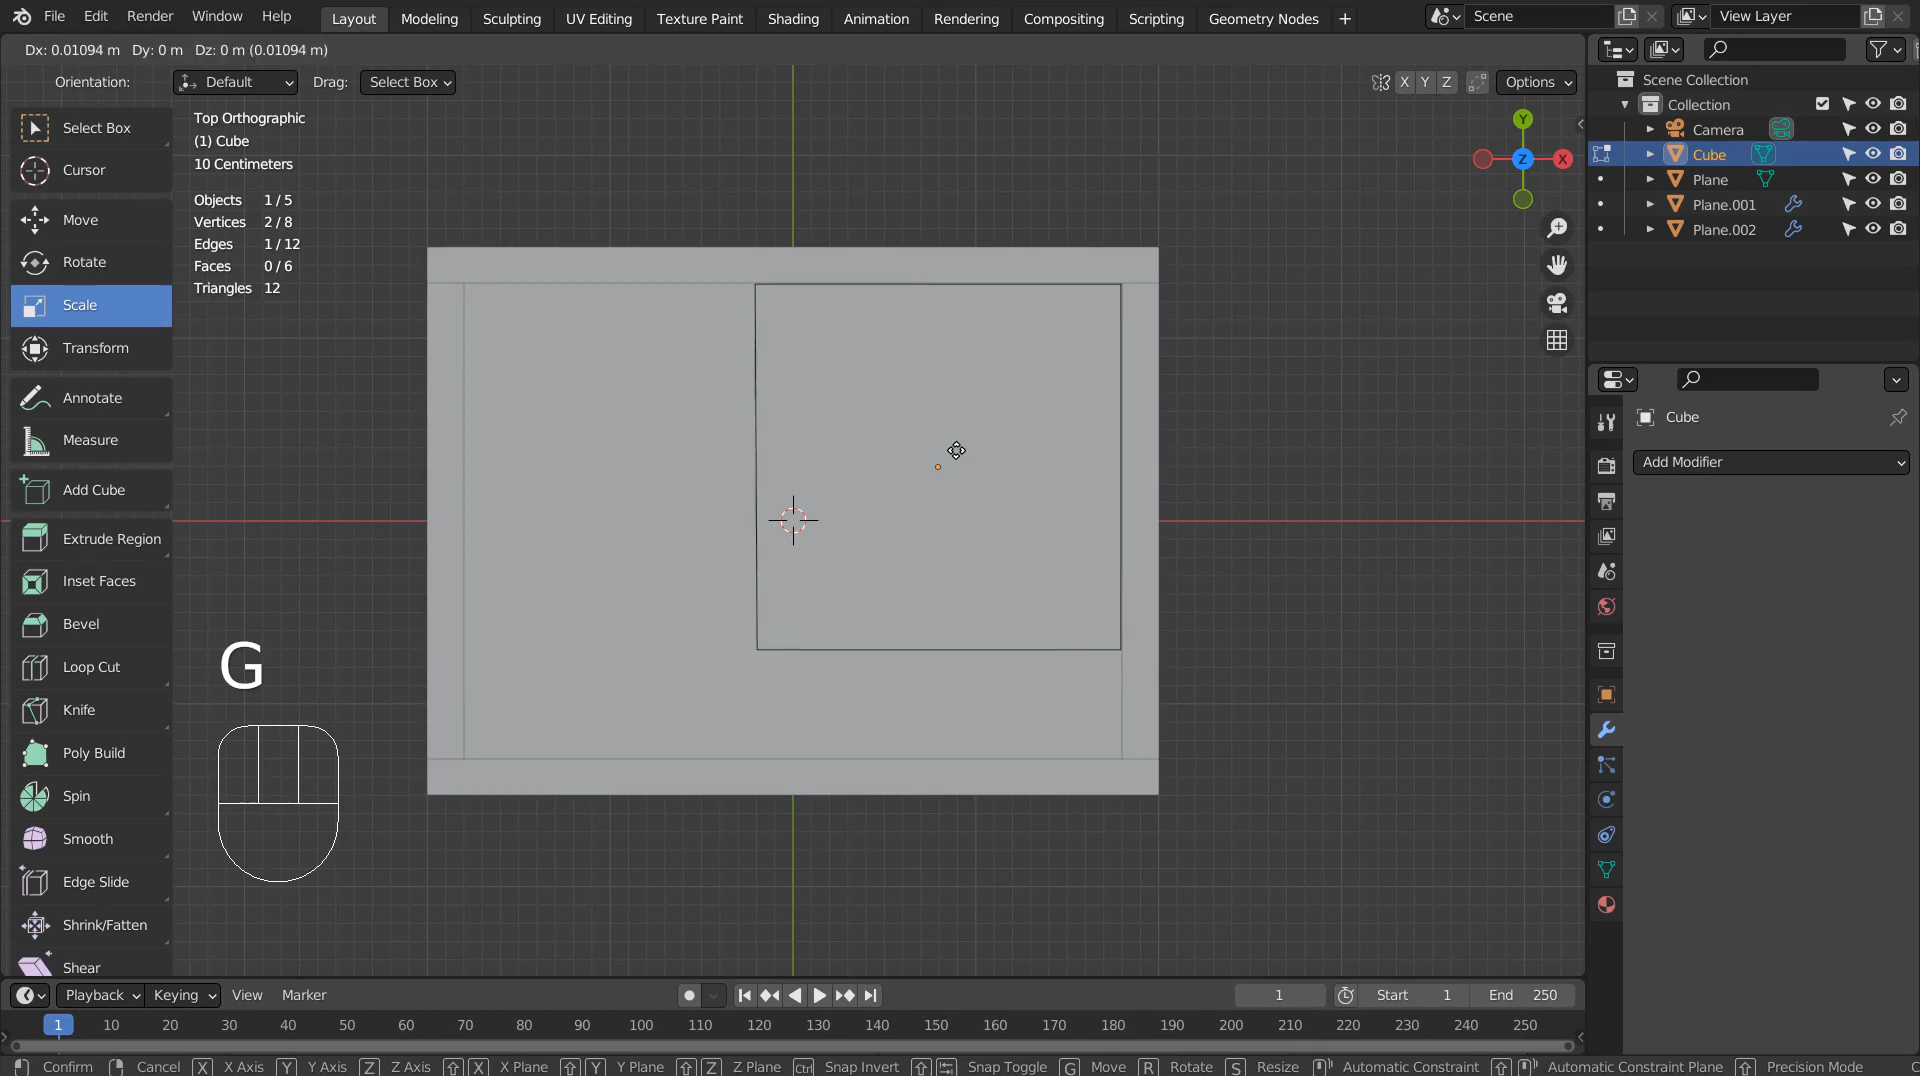 File Edit Render Window Help Layout Modeling Sculpting UV Editing Texture Paint Shading Animation Rendering Compositing Scripting Geometry Nodes + Scene View Layer
Dx: 0.01094 m Dy: 0 m Dz: 0 m (0.01094 m)
Orientation: Default Drag: Select Box X Y Z Options
Select Box
Cursor
Move
Rotate
Scale
Transform
Annotate
Measure
Add Cube
Extrude Region
Inset Faces
Bevel
Loop Cut
Knife
Poly Build
Spin
Smooth
Edge Slide
Shrink/Fatten
Shear
Top Orthographic
(1) Cube
10 Centimeters
Objects 1 / 5
Vertices 2 / 8
Edges 1 / 12
Faces 0 / 6
Triangles 12
G
Y
Z X
Scene Collection
Collection
Camera
Cube
Plane
Plane.001
Plane.002
Cube
Add Modifier
Playback Keying View Marker 1 Start 1 End 250
1 10 20 30 40 50 60 70 80 90 100 110 120 130 140 150 160 170 180 190 200 210 220 230 240 250
Confirm Cancel X X Axis Y Y Axis Z Z Axis X X Plane Y Y Plane Z Z Plane Ctrl Snap Invert Snap Toggle G Move R Rotate S Resize Automatic Constraint Automatic Constraint Plane Precision Mode